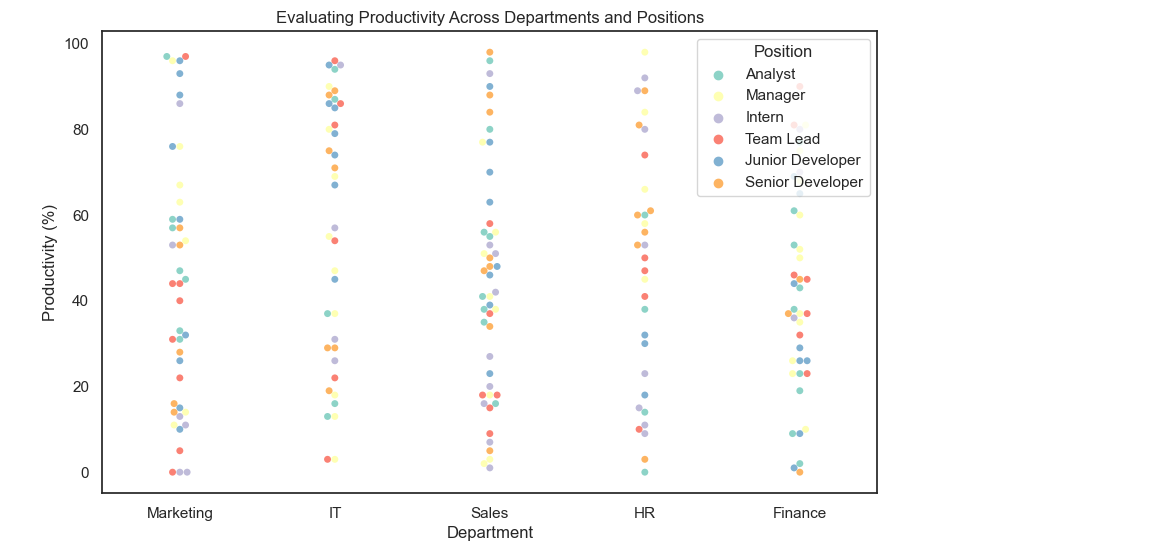 Evaluating Productivity Across Departments and Positions
Productivity (%)
100
80
60
40
20
0
Position
Analyst
Manager
Intern
Team Lead
Junior Developer
Senior Developer
Marketing IT Sales HR Finance
Department